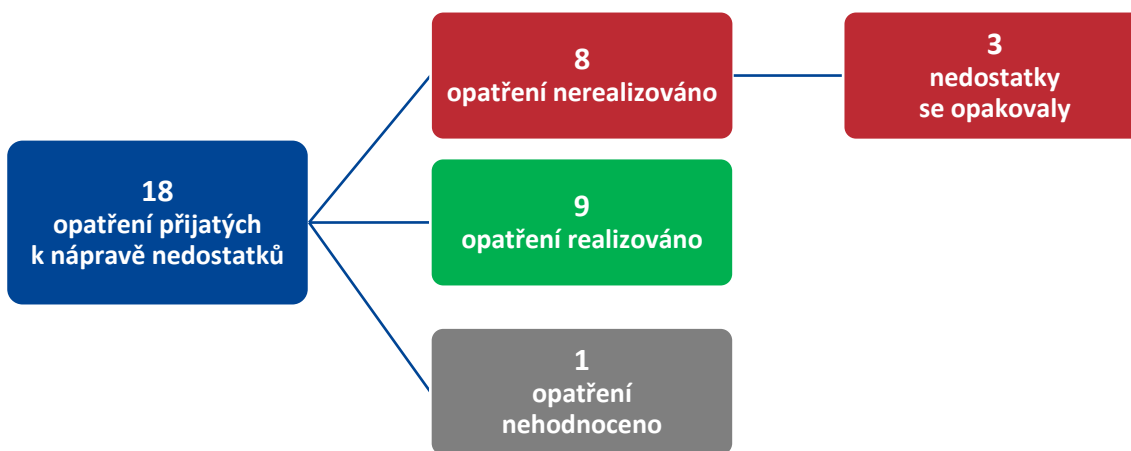 18
opatření přijatých
k nápravě nedostatků
8
opatření nerealizováno
3
nedostatky
se opakovaly
9
opatření realizováno
1
opatření
nehodnoceno